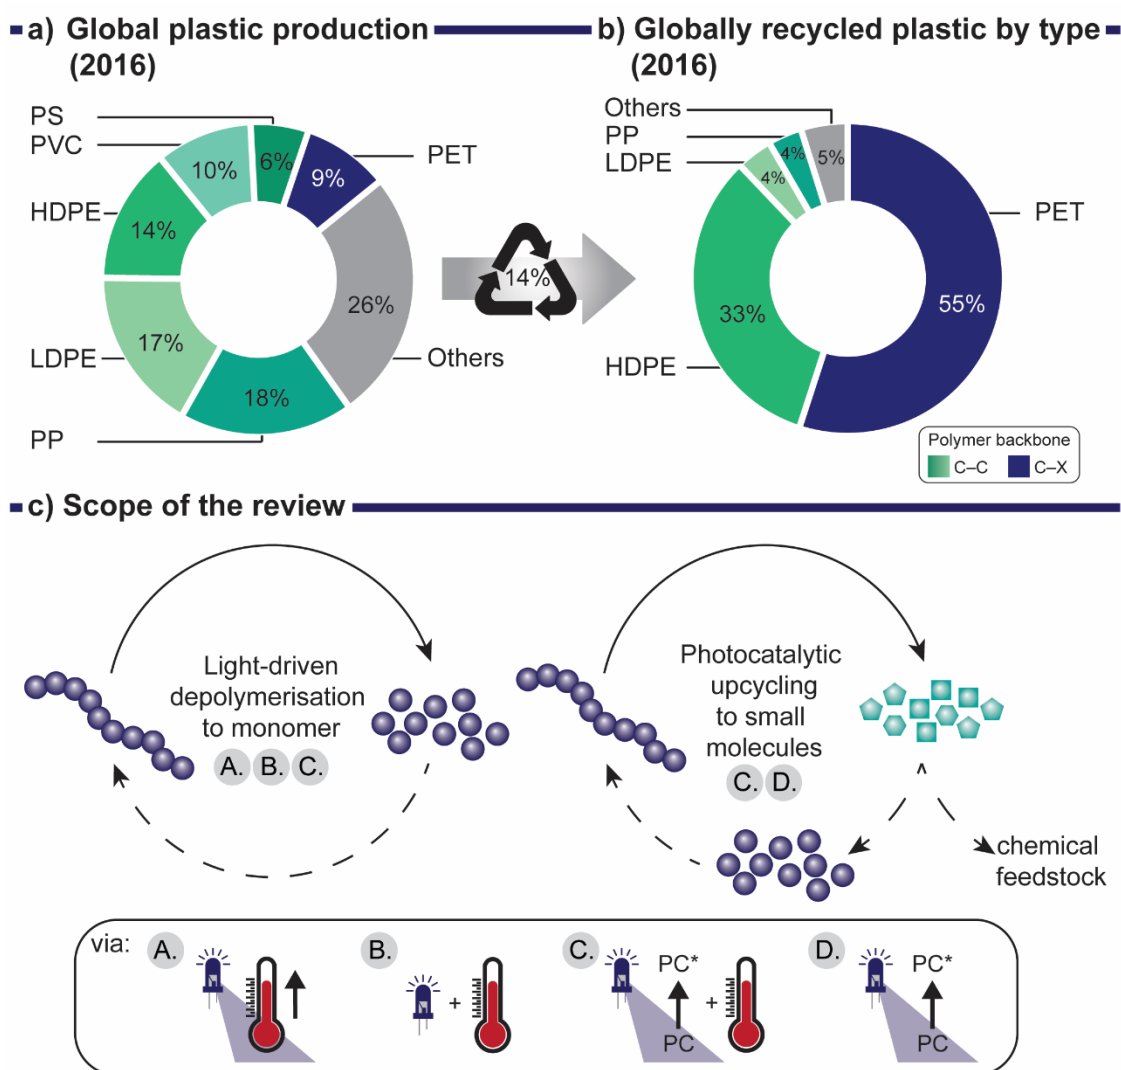 a) Global plastic production
(2016)
PS
PVC
HDPE
LDPE
PP
PET
Others
6%
9%
10%
14%
17%
18%
26%
14%
b) Globally recycled plastic by type
(2016)
Others
PP
LDPE
HDPE
PET
5%
4%
4%
33%
55%
Polymer backbone
C–C C–X
c) Scope of the review
Light-driven
depolymerisation
to monomer
A. B. C.
Photocatalytic
upcycling
to small
molecules
C. D.
chemical
feedstock
via:
A.
B.
+
C.
PC*
+
PC
D.
PC*
PC